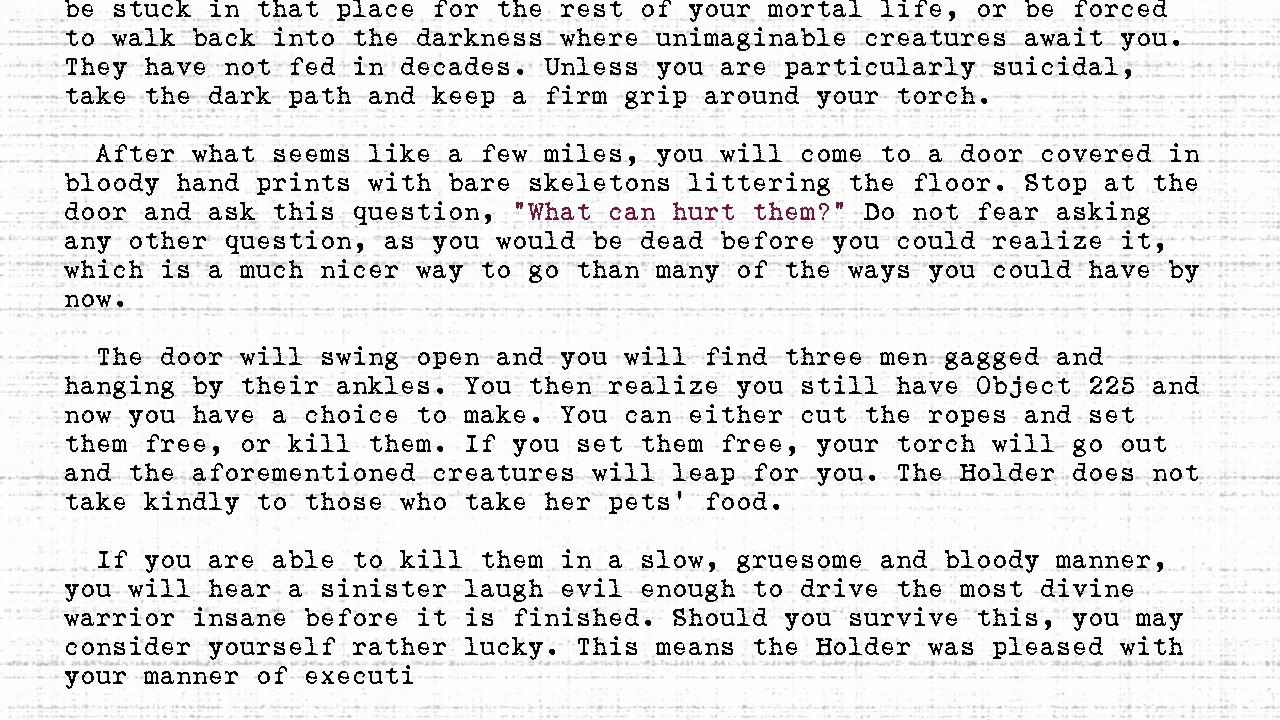 be stuck in that place for the rest of your mortal life, or be forced
to walk back into the darkness where unimaginable creatures await you.
They have not fed in decades. Unless you are particularly suicidal,
take the dark path and keep a firm grip around your torch.
After what seems like a few miles, you will come to a door covered in
bloody hand prints with bare skeletons littering the floor. Stop at the
door and ask this question, "What can hurt them?" Do not fear asking
any other question, as you would be dead before you could realize it,
which is a much nicer way to go than many of the ways you could have by
now.
The door will swing open and you will find three men gagged and
hanging by their ankles. You then realize you still have Object 225 and
now you have a choice to make. You can either cut the ropes and set
them free, or kill them. If you set them free, your torch will go out
and the aforementioned creatures will leap for you. The Holder does not
take kindly to those who take her pets' food.
If you are able to kill them in a slow, gruesome and bloody manner,
you will hear a sinister laugh evil enough to drive the most divine
warrior insane before it is finished. Should you survive this, you may
consider yourself rather lucky. This means the Holder was pleased with
your manner of executi